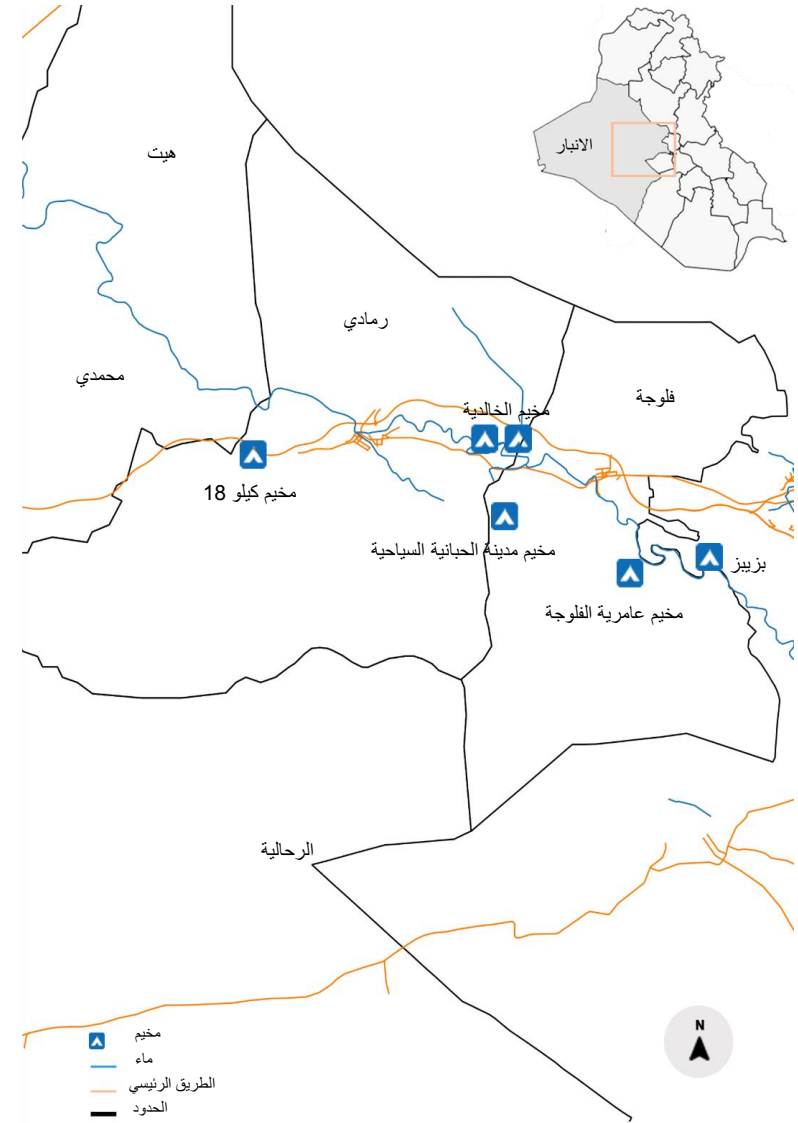 الانبار
هيت
رمادي
محمدي
فلوجة
مخيم الخالدية
مخيم كيلو 18
مخيم مدينة الحبانية السياحية
بزيبز
مخيم عامرية الفلوجة
الرحالية
N
مخيم
ماء
الطريق الرئيسي
الحدود